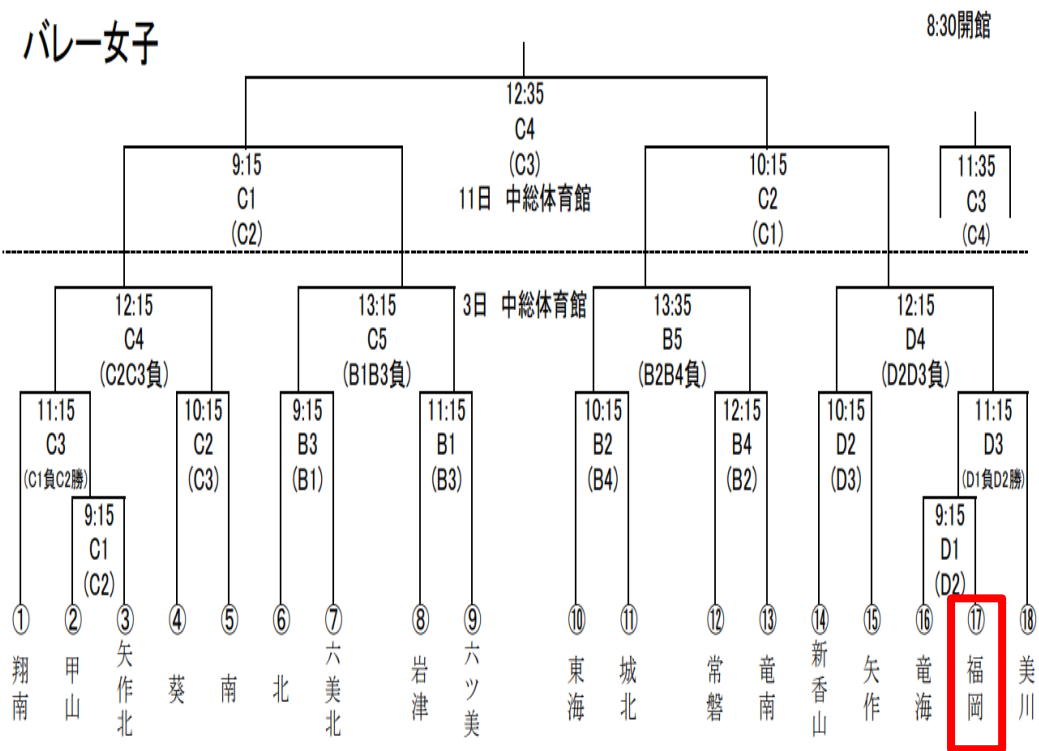 バレー女子
8:30開館
12:35
C4
(C3)
9:15
C1
(C2)
10:15
C2
(C1)
11:35
C3
(C4)
11日 中総体育館
3日 中総体育館
12:15
C4
(C2C3負)
13:15
C5
(B1B3負)
13:35
B5
(B2B4負)
12:15
D4
(D2D3負)
11:15
C3
(C1負C2勝)
10:15
C2
(C3)
9:15
B3
(B1)
11:15
B1
(B3)
10:15
B2
(B4)
12:15
B4
(B2)
10:15
D2
(D3)
11:15
D3
(D1負D2勝)
9:15
C1
(C2)
9:15
D1
(D2)
① 翔南
② 甲山
③ 矢作北
④ 葵
⑤ 南
⑥ 北
⑦ 六美北
⑧ 岩津
⑨ 六ツ美
⑩ 東海
⑪ 城北
⑫ 常磐
⑬ 竜南
⑭ 新香山
⑮ 矢作
⑯ 竜海
⑰ 福岡
⑱ 美川